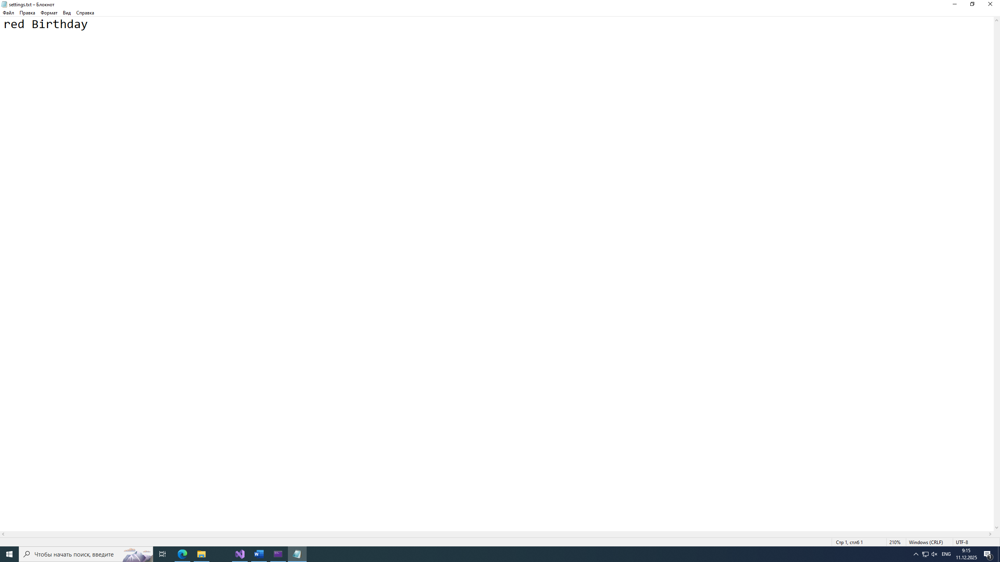 settings.txt – Блокнот
Файл Правка Формат Вид Справка
red Birthday
Стр 1, стлб 1 210% Windows (CRLF) UTF-8
Чтобы начать поиск, введите
ENG 9:15
11.12.2025
1